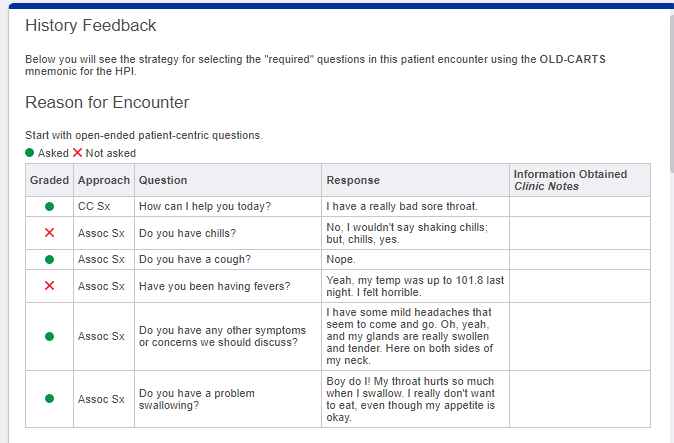 History Feedback
Below you will see the strategy for selecting the "required" questions in this patient encounter using the OLD-CARTS
mnemonic for the HPI.
Reason for Encounter
Start with open-ended patient-centric questions.
Asked Not asked
Graded Approach Question Response Information Obtained
Clinic Notes
CC Sx How can I help you today? I have a really bad sore throat.
Assoc Sx Do you have chills? No, I wouldn't say shaking chills;
but, chills, yes.
Assoc Sx Do you have a cough? Nope.
Assoc Sx Have you been having fevers? Yeah, my temp was up to 101.8 last
night. I felt horrible.
Assoc Sx Do you have any other symptoms
or concerns we should discuss? I have some mild headaches that
seem to come and go. Oh, yeah,
and my glands are really swollen
and tender. Here on both sides of
my neck.
Assoc Sx Do you have a problem
swallowing? Boy do I! My throat hurts so much
when I swallow. I really don't want
to eat, even though my appetite is
okay.